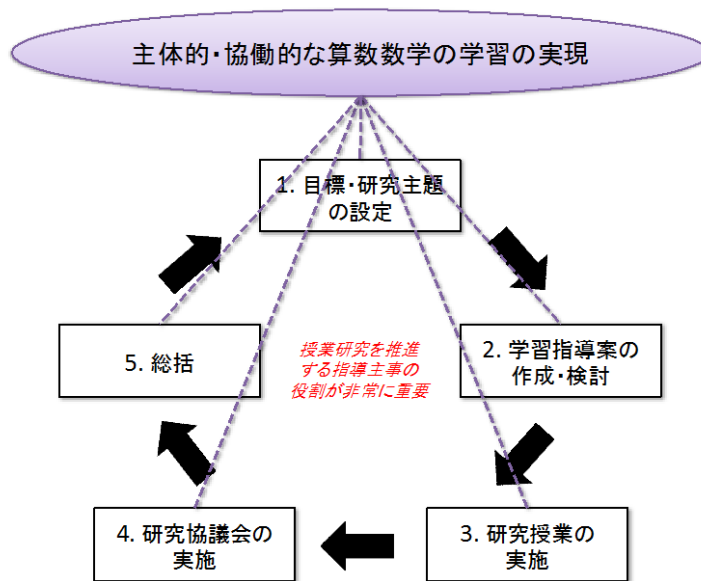 主体的・協働的な算数数学の学習の実現
1. 目標・研究主題
の設定
2. 学習指導案の
作成・検討
3. 研究授業の
実施
4. 研究協議会の
実施
5. 総括
授業研究を推進
する指導主事の
役割が非常に重要